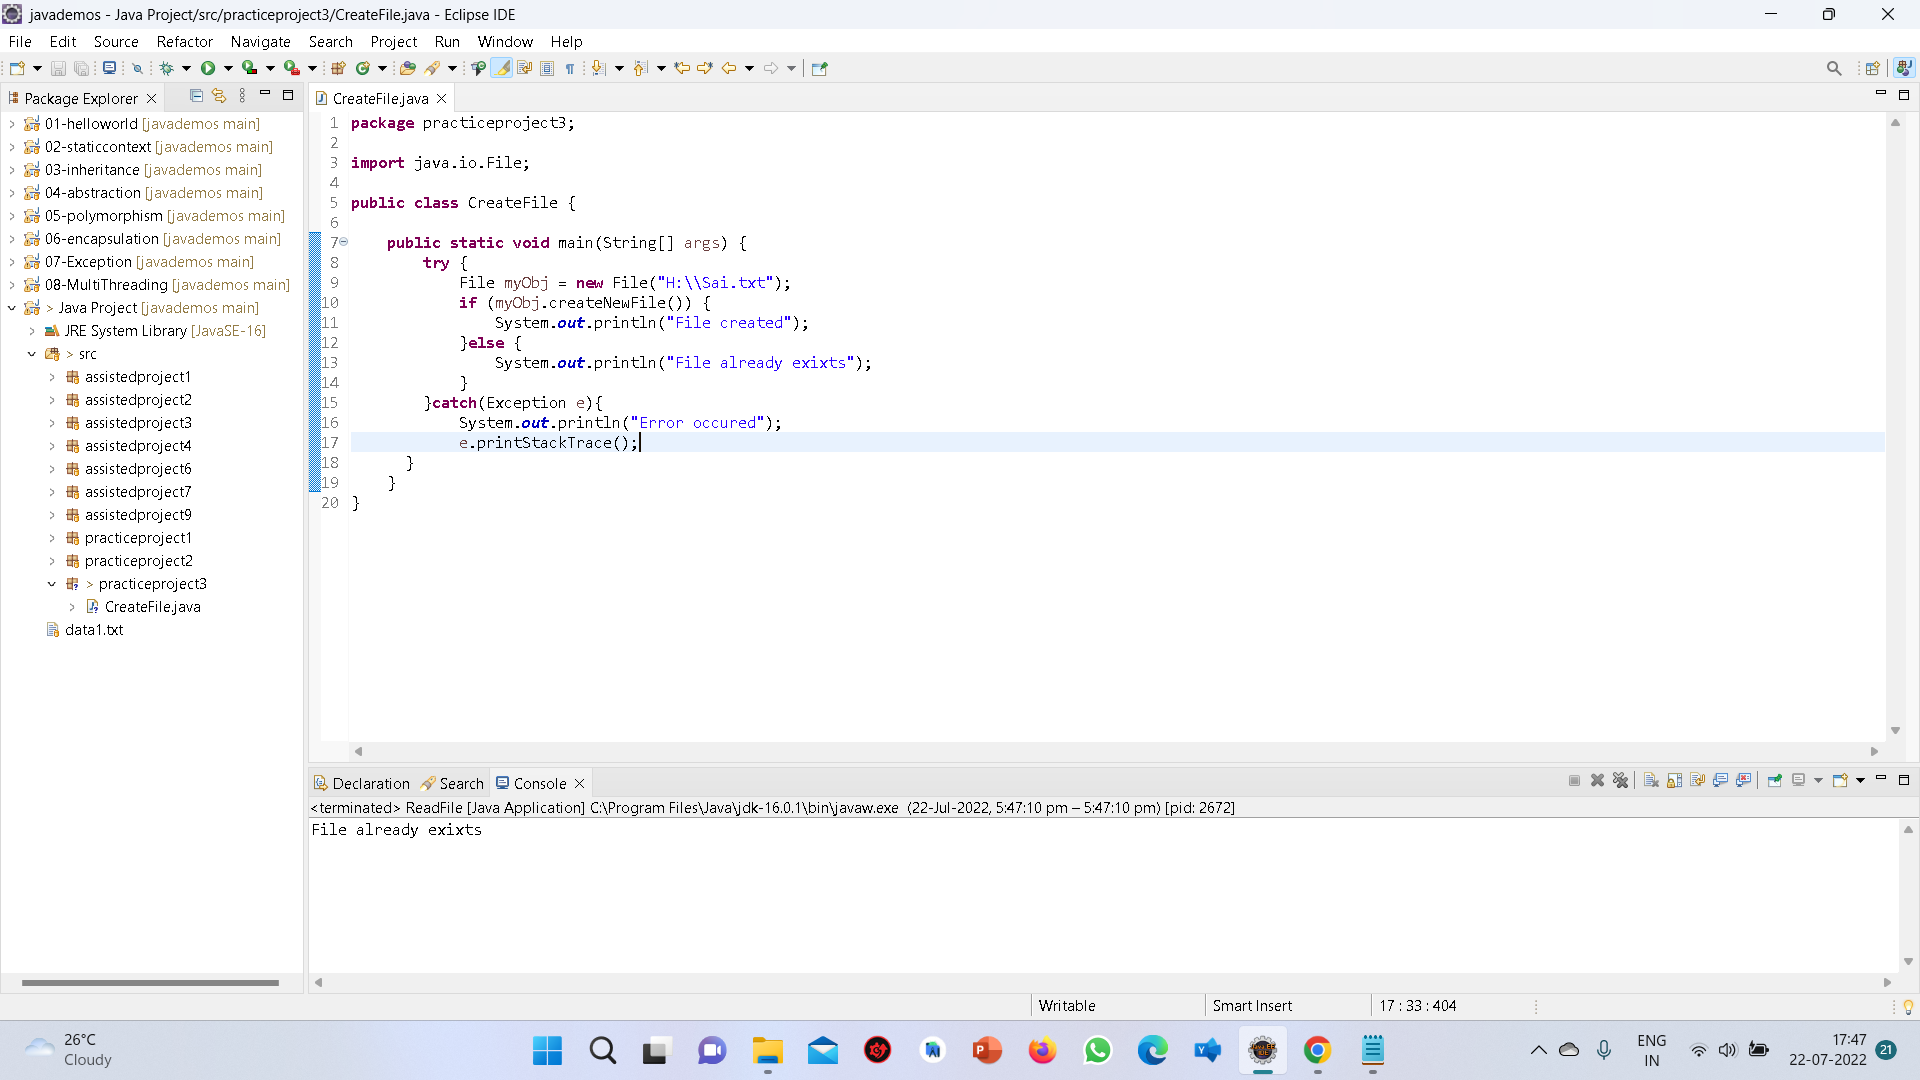 javademos - Java Project/src/practiceproject3/CreateFile.java - Eclipse IDE
File Edit Source Refactor Navigate Search Project Run Window Help
Package Explorer
01-helloworld [javademos main]
02-staticcontext [javademos main]
03-inheritance [javademos main]
04-abstraction [javademos main]
05-polymorphism [javademos main]
06-encapsulation [javademos main]
07-Exception [javademos main]
08-MultiThreading [javademos main]
> Java Project [javademos main]
JRE System Library [JavaSE-16]
> src
assistedproject1
assistedproject2
assistedproject3
assistedproject4
assistedproject6
assistedproject7
assistedproject9
practiceproject1
practiceproject2
> practiceproject3
CreateFile.java
data1.txt
CreateFile.java
1 package practiceproject3;
2
3 import java.io.File;
4
5 public class CreateFile {
6
7 public static void main(String[] args) {
8 try {
9 File myObj = new File("H:\\Sai.txt");
10 if (myObj.createNewFile()) {
11 System.out.println("File created");
12 }else {
13 System.out.println("File already exixts");
14 }
15 }catch(Exception e){
16 System.out.println("Error occured");
17 e.printStackTrace();
18 }
19 }
20 }
Declaration Search Console
<terminated> ReadFile [Java Application] C:\Program Files\Java\jdk-16.0.1\bin\javaw.exe (22-Jul-2022, 5:47:10 pm – 5:47:10 pm) [pid: 2672]
File already exixts
Writable Smart Insert 17 : 33 : 404
26°C
Cloudy
ENG
IN
17:47
22-07-2022
21